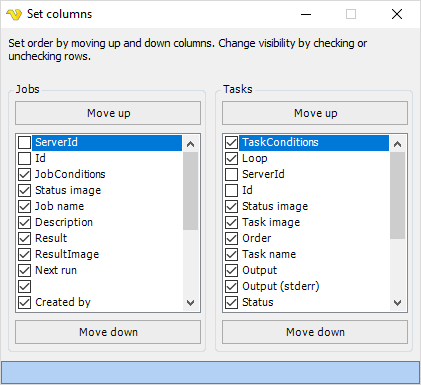 Set columns
Set order by moving up and down columns. Change visibility by checking or
unchecking rows.
Jobs
Move up
ServerId
Id
JobConditions
Status image
Job name
Description
Result
ResultImage
Next run
Created by
Move down
Tasks
Move up
TaskConditions
Loop
ServerId
Id
Status image
Task image
Order
Task name
Output
Output (stderr)
Status
Move down